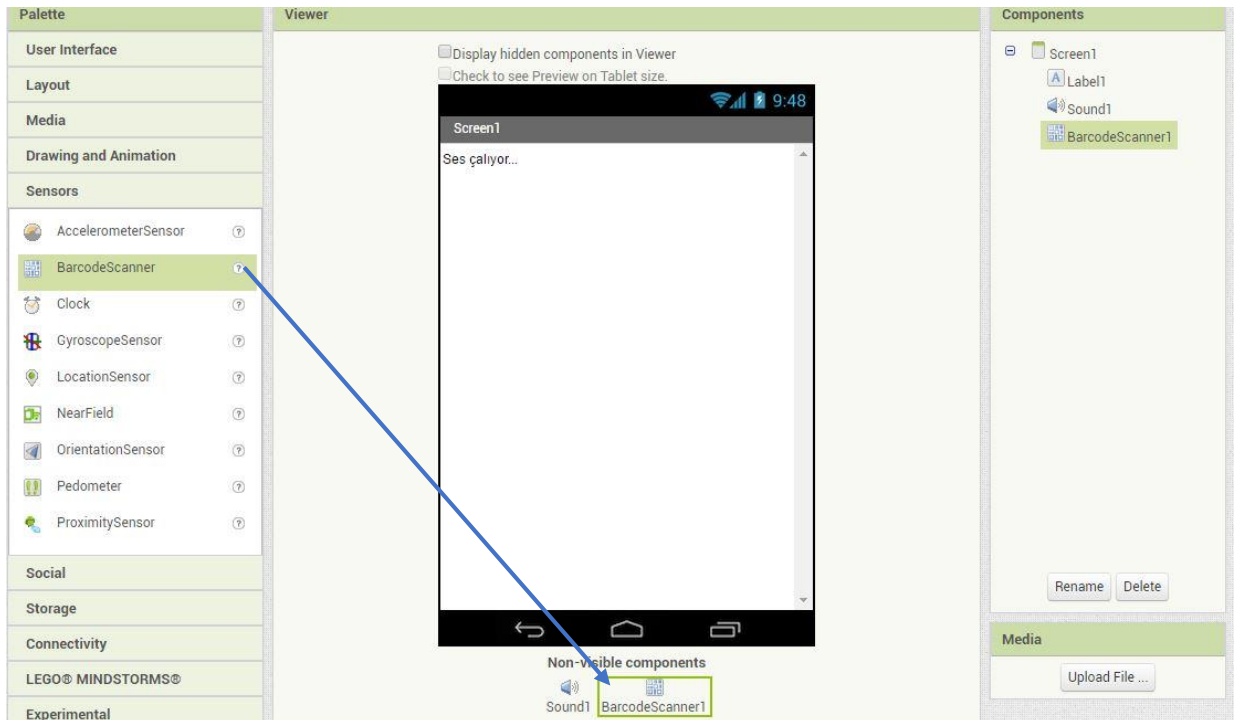 Palette
User Interface
Layout
Media
Drawing and Animation
Sensors
AccelerometerSensor ?
BarcodeScanner ?
Clock ?
GyroscopeSensor ?
LocationSensor ?
NearField ?
OrientationSensor ?
Pedometer ?
ProximitySensor ?
Social
Storage
Connectivity
LEGO® MINDSTORMS®
Experimental
Viewer
Display hidden components in Viewer
Check to see Preview on Tablet size.
9:48
Screen1
Ses çalıyor...
Non-visible components
Sound1 BarcodeScanner1
Components
Screen1
A Label1
Sound1
BarcodeScanner1
Rename Delete
Media
Upload File ...